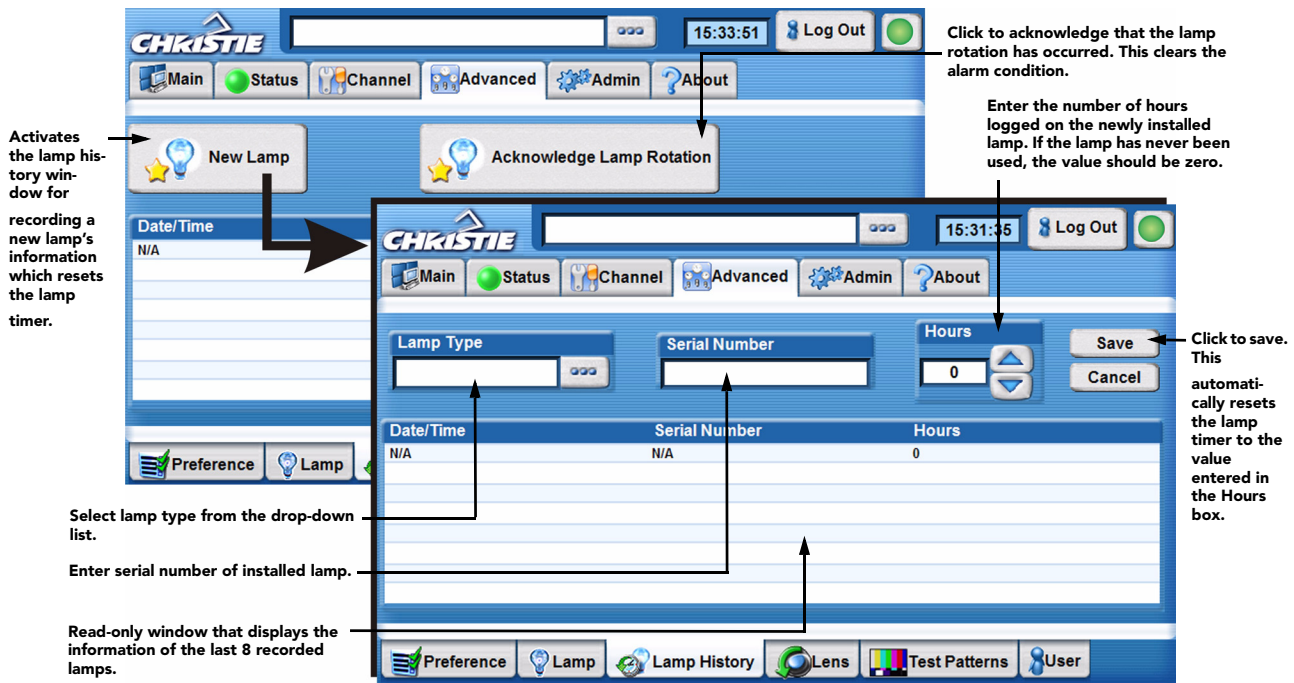 CHRISTIE
15:33:51
Log Out
Main
Status
Channel
Advanced
Admin
About
New Lamp
Acknowledge Lamp Rotation
Date/Time
N/A
Preference
Lamp
Click to acknowledge that the lamp
rotation has occurred. This clears the
alarm condition.
Enter the number of hours
logged on the newly installed
lamp. If the lamp has never been
used, the value should be zero.
Activates
the lamp his-
tory win-
dow for
recording a
new lamp's
information
which resets
the lamp
timer.
CHRISTIE
15:31:35
Log Out
Main
Status
Channel
Advanced
Admin
About
Lamp Type
Serial Number
Hours
0
Save
Cancel
Date/Time Serial Number Hours
N/A N/A 0
Preference
Lamp
Lamp History
Lens
Test Patterns
User
Click to save.
This
automati-
cally resets
the lamp
timer to the
value
entered in
the Hours
box.
Select lamp type from the drop-down
list.
Enter serial number of installed lamp.
Read-only window that displays the
information of the last 8 recorded
lamps.